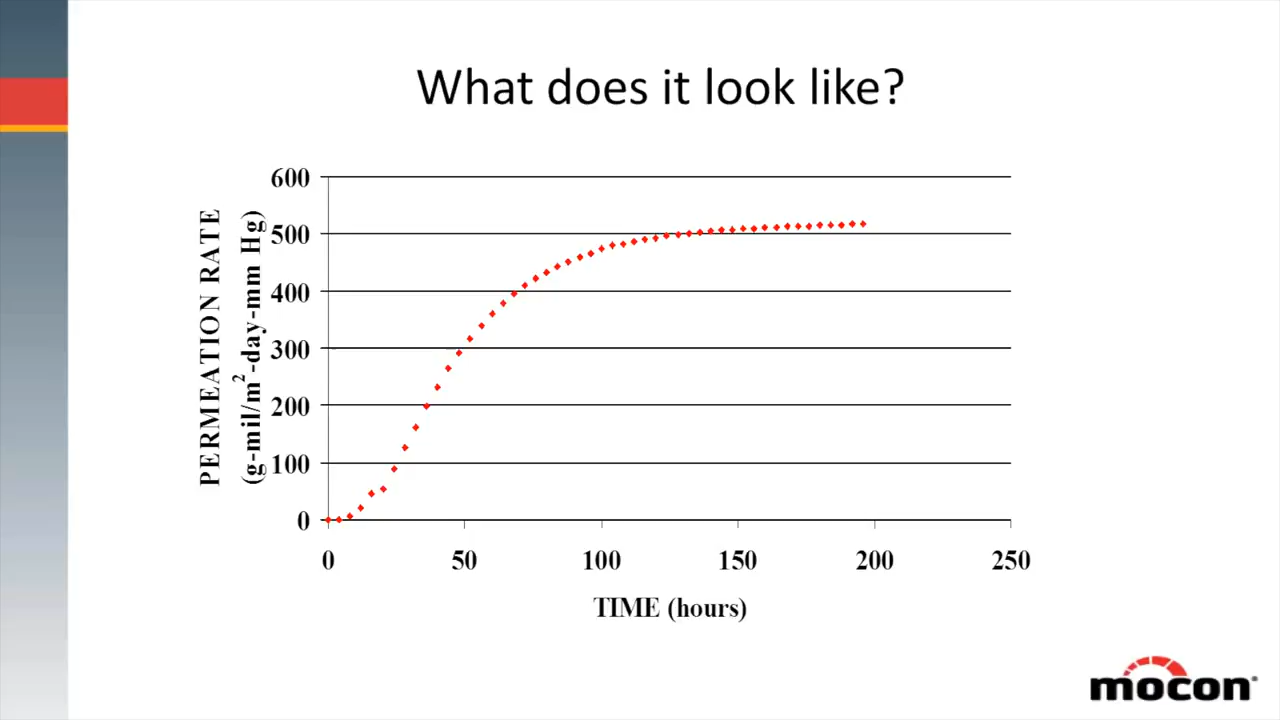 What does it look like?
PERMEATION RATE
(g-mil/m²-day-mm Hg)
600
500
400
300
200
100
0
0 50 100 150 200 250
TIME (hours)
mocon®